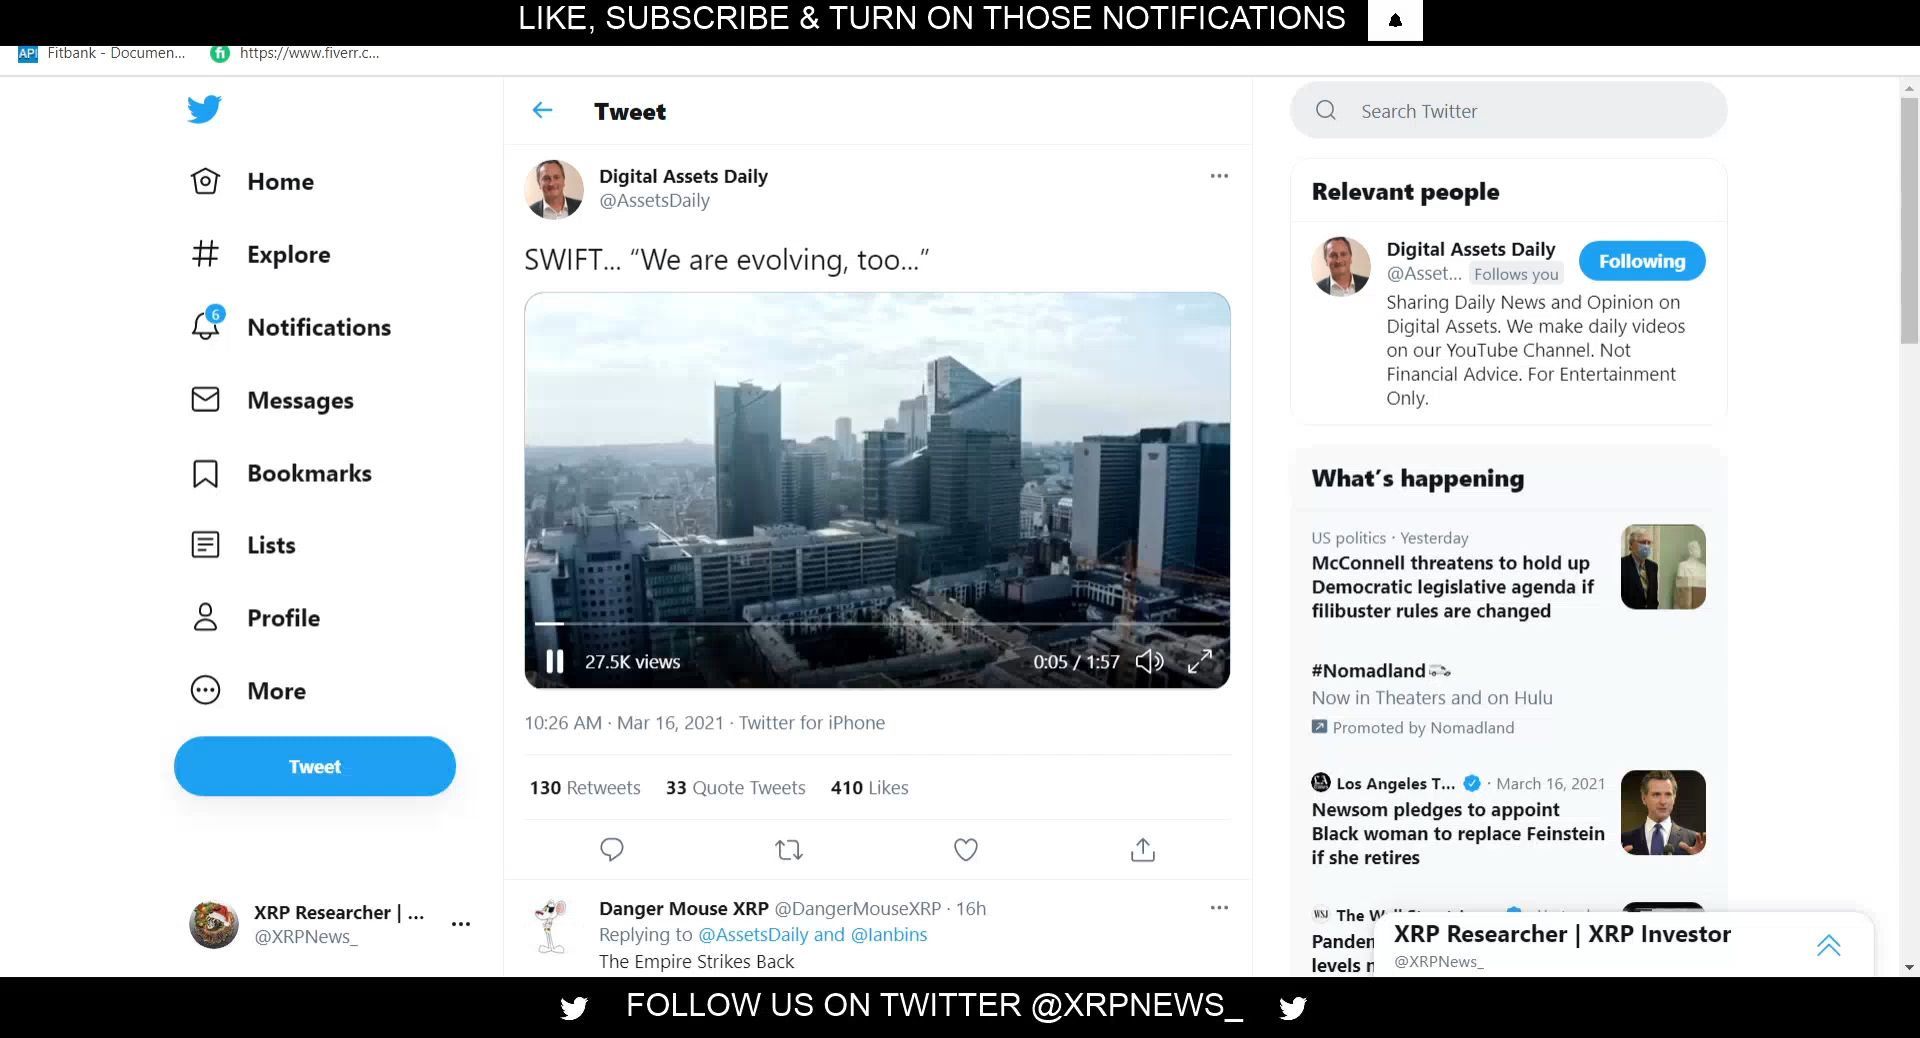 LIKE, SUBSCRIBE & TURN ON THOSE NOTIFICATIONS
API Fitbank - Documen... fi https://www.fiverr.c...
Tweet
Search Twitter
Home
Explore
6
Notifications
Messages
Bookmarks
Lists
Profile
More
Tweet
XRP Researcher | ...
@XRPNews_
Digital Assets Daily
@AssetsDaily
SWIFT... “We are evolving, too...”
27.5K views
0:05 / 1:57
10:26 AM · Mar 16, 2021 · Twitter for iPhone
130 Retweets 33 Quote Tweets 410 Likes
Danger Mouse XRP @DangerMouseXRP · 16h
Replying to @AssetsDaily and @Ianbins
The Empire Strikes Back
Relevant people
Digital Assets Daily
@Asset... Follows you
Following
Sharing Daily News and Opinion on
Digital Assets. We make daily videos
on our YouTube Channel. Not
Financial Advice. For Entertainment
Only.
What’s happening
US politics · Yesterday
McConnell threatens to hold up
Democratic legislative agenda if
filibuster rules are changed
#Nomadland
Now in Theaters and on Hulu
Promoted by Nomadland
Los Angeles T... · March 16, 2021
Newsom pledges to appoint
Black woman to replace Feinstein
if she retires
WSJ The
levels
XRP Researcher | XRP Investor
@XRPNews_
FOLLOW US ON TWITTER @XRPNEWS_